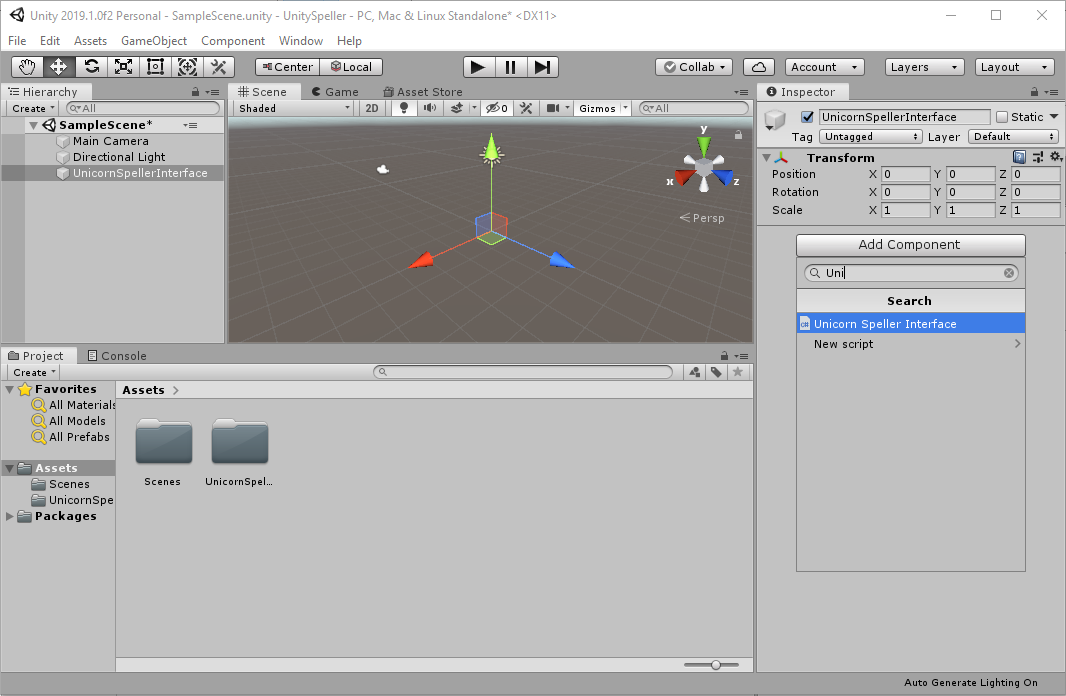 Unity 2019.1.0f2 Personal - SampleScene.unity - UnitySpeller - PC, Mac & Linux Standalone* <DX11>
File Edit Assets GameObject Component Window Help
Center Local Collab Account Layers Layout
Hierarchy
Create All
SampleScene*
Main Camera
Directional Light
UnicornSpellerInterface
Scene Game Asset Store
Shaded 2D 0 Gizmos All
y
x z
Persp
Inspector
UnicornSpellerInterface Static
Tag Untagged Layer Default
Transform
Position X 0 Y 0 Z 0
Rotation X 0 Y 0 Z 0
Scale X 1 Y 1 Z 1
Add Component
Uni
Search
c# Unicorn Speller Interface
New script
Project Console
Create
Favorites
All Materials
All Models
All Prefabs
Assets
Scenes
UnicornSpe
Packages
Assets
Scenes UnicornSpel...
Auto Generate Lighting On